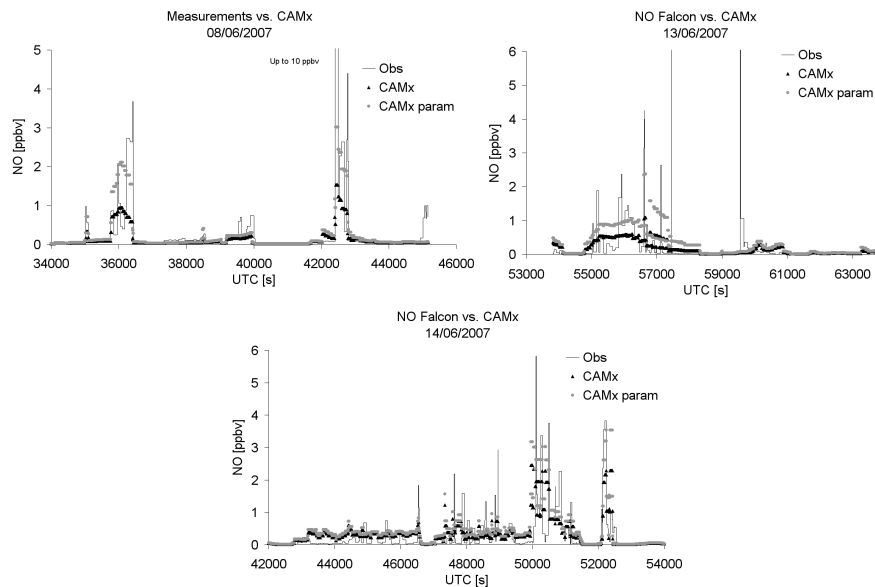 Measurements vs. CAMx
08/06/2007
5
4
3
2
1
0
NO [ppbv]
Up to 10 ppbv
Obs
CAMx
CAMx param
34000 36000 38000 40000 42000 44000 46000
UTC [s]
NO Falcon vs. CAMx
13/06/2007
6
5
4
3
2
1
0
NO [ppbv]
Obs
CAMx
CAMx param
53000 55000 57000 59000 61000 63000
UTC [s]
NO Falcon vs. CAMx
14/06/2007
6
5
4
3
2
1
0
NO [ppbv]
Obs
CAMx
CAMx param
42000 44000 46000 48000 50000 52000 54000
UTC [s]